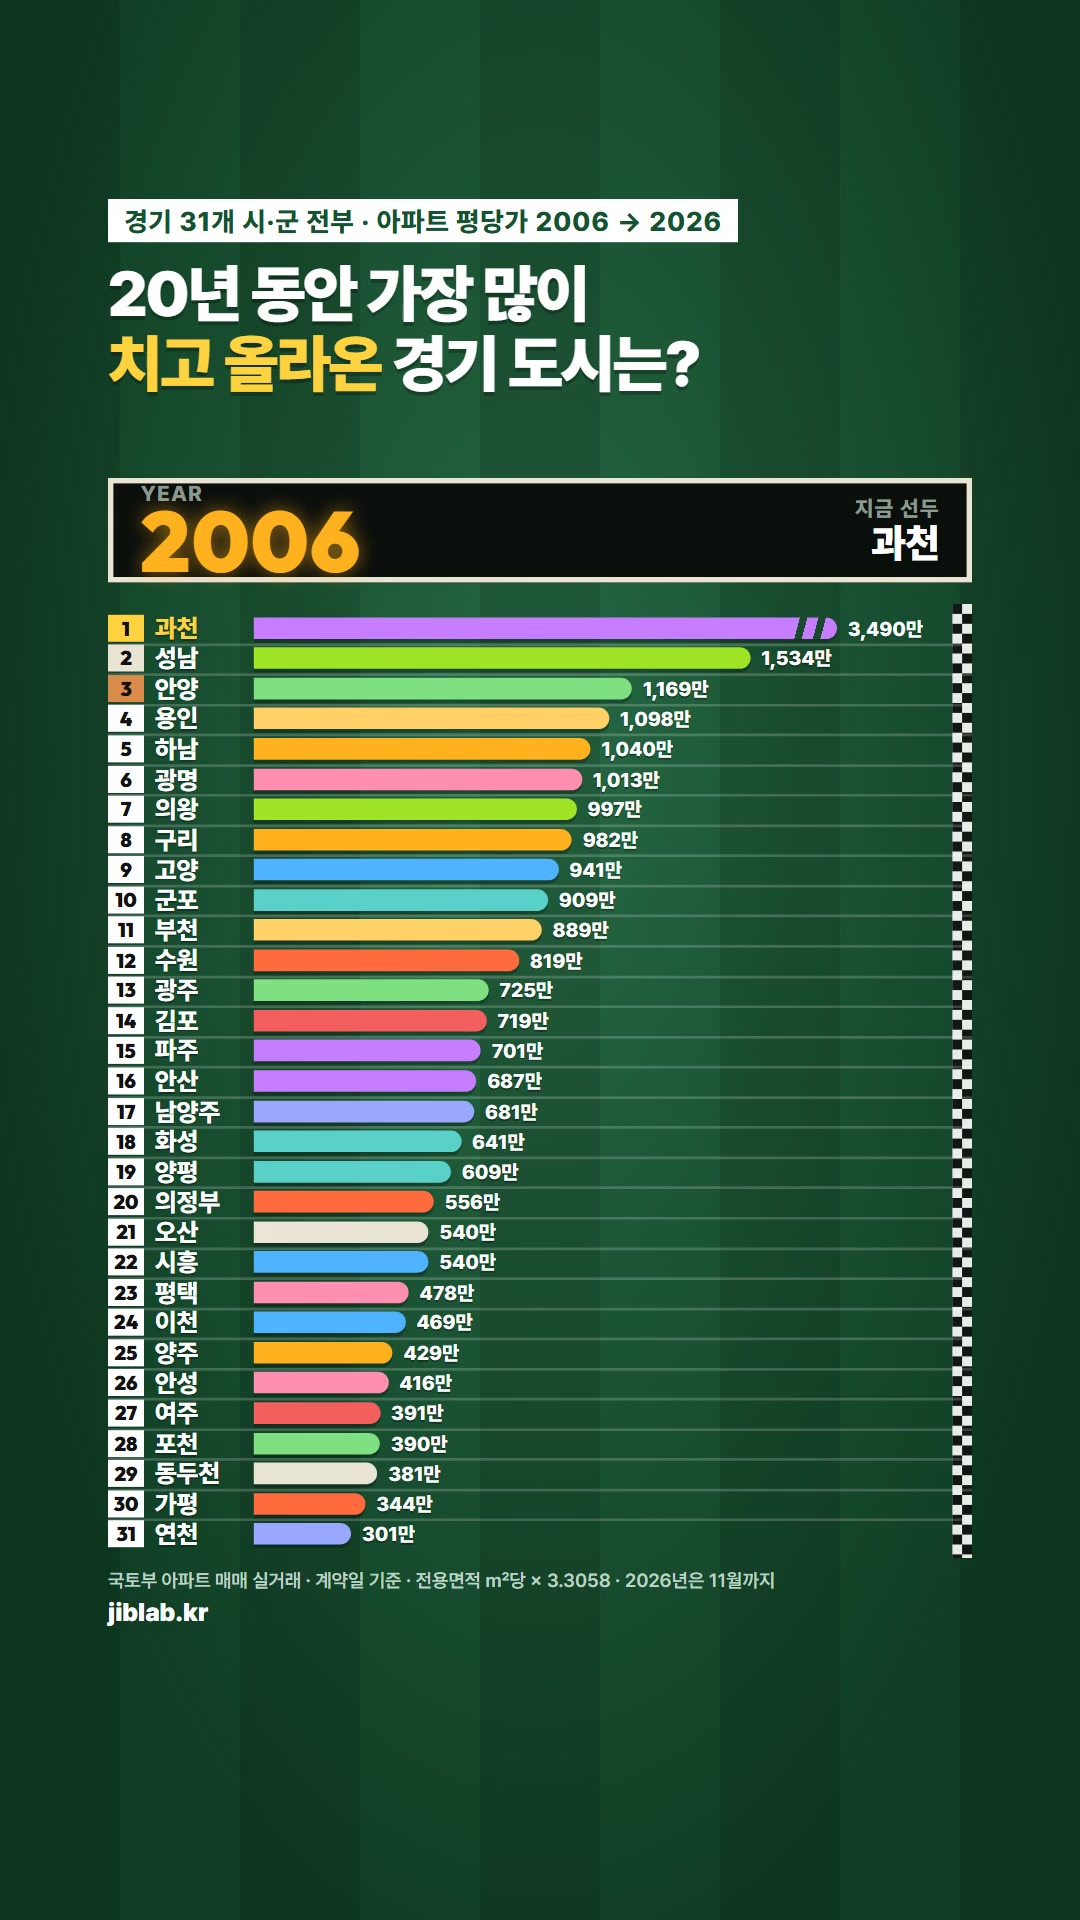 경기 31개 시·군 전부 · 아파트 평당가 2006 → 2026
20년 동안 가장 많이
치고 올라온 경기 도시는?
YEAR
2006
지금 선두
과천
1 과천 3,490만
2 성남 1,534만
3 안양 1,169만
4 용인 1,098만
5 하남 1,040만
6 광명 1,013만
7 의왕 997만
8 구리 982만
9 고양 941만
10 군포 909만
11 부천 889만
12 수원 819만
13 광주 725만
14 김포 719만
15 파주 701만
16 안산 687만
17 남양주 681만
18 화성 641만
19 양평 609만
20 의정부 556만
21 오산 540만
22 시흥 540만
23 평택 478만
24 이천 469만
25 양주 429만
26 안성 416만
27 여주 391만
28 포천 390만
29 동두천 381만
30 가평 344만
31 연천 301만
국토부 아파트 매매 실거래 · 계약일 기준 · 전용면적 m²당 × 3.3058 · 2026년은 11월까지
jiblab.kr